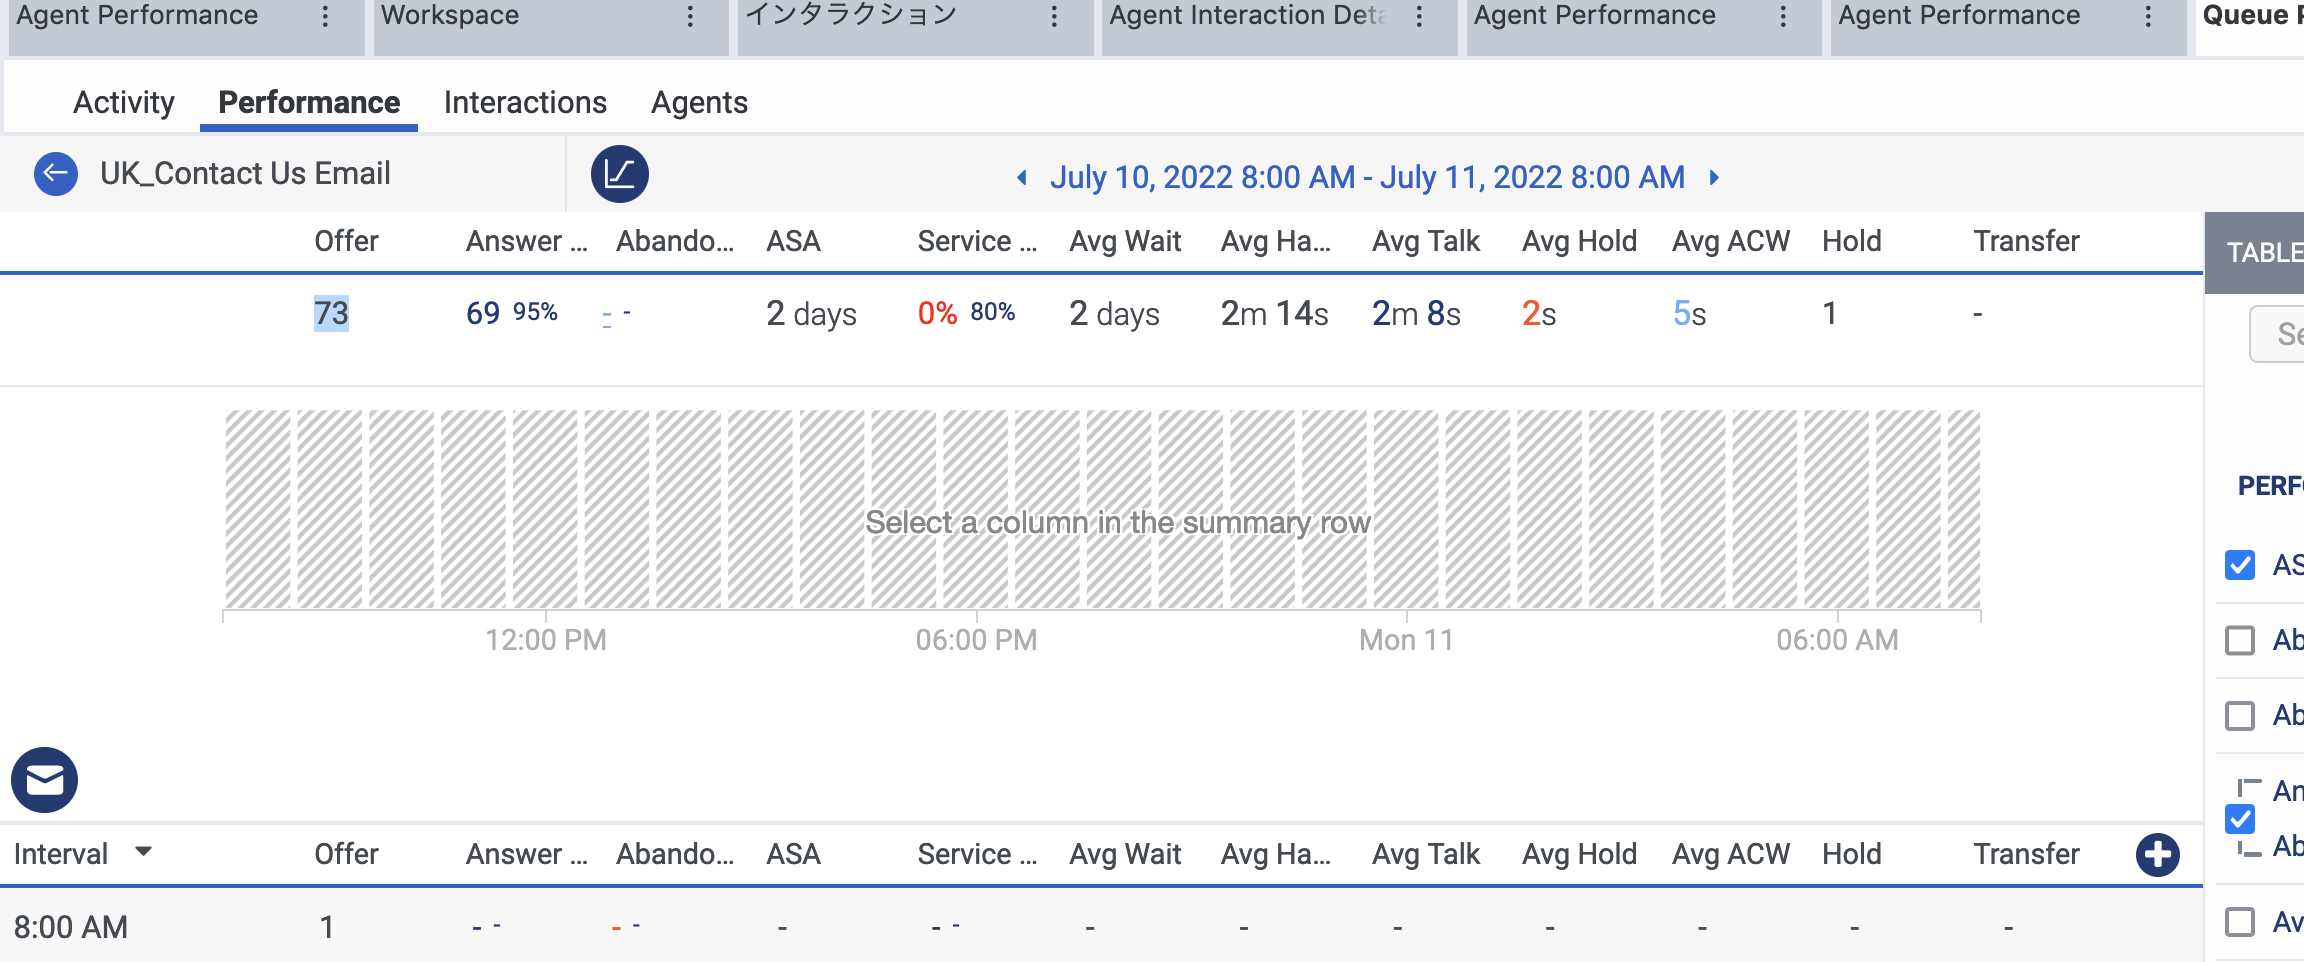 Agent Performance
Workspace
インタラクション
Agent Interaction Deta
Agent Performance
Agent Performance
Queue P
Activity Performance Interactions Agents
UK_Contact Us Email
July 10, 2022 8:00 AM - July 11, 2022 8:00 AM
Offer Answer ... Abando... ASA Service ... Avg Wait Avg Ha... Avg Talk Avg Hold Avg ACW Hold Transfer
TABLE
73 69 95% - - 2 days 0% 80% 2 days 2m 14s 2m 8s 2s 5s 1 -
Se
Select a column in the summary row
PERFO
12:00 PM 06:00 PM Mon 11 06:00 AM
AS
Ab
Ab
An
Ab
Av
Interval Offer Answer ... Abando... ASA Service ... Avg Wait Avg Ha... Avg Talk Avg Hold Avg ACW Hold Transfer
8:00 AM 1 - - - - - - - - - - - - - -